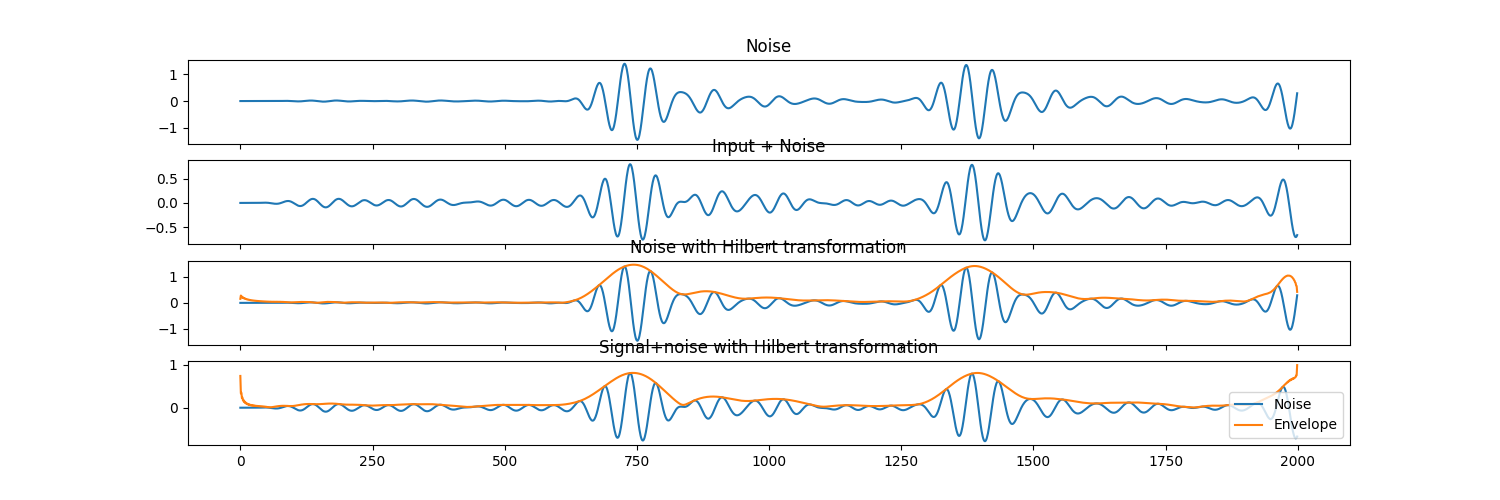 Noise
1
0
−1
Input + Noise
0.5
0.0
−0.5
Noise with Hilbert transformation
1
0
−1
Signal+noise with Hilbert transformation
1
0
Noise
Envelope
0 250 500 750 1000 1250 1500 1750 2000